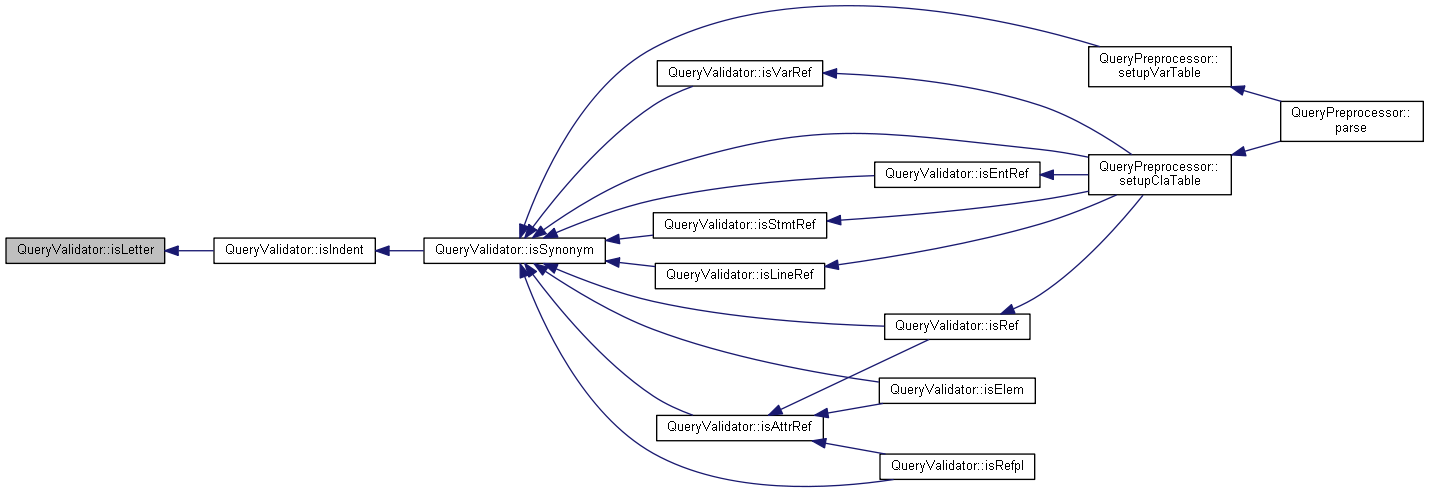 QueryValidator::isLetter
QueryValidator::isIndent
QueryValidator::isSynonym
QueryValidator::isVarRef
QueryPreprocessor::
setupVarTable
QueryPreprocessor::
parse
QueryValidator::isEntRef
QueryPreprocessor::
setupClaTable
QueryValidator::isStmtRef
QueryValidator::isLineRef
QueryValidator::isRef
QueryValidator::isElem
QueryValidator::isAttrRef
QueryValidator::isRefpl